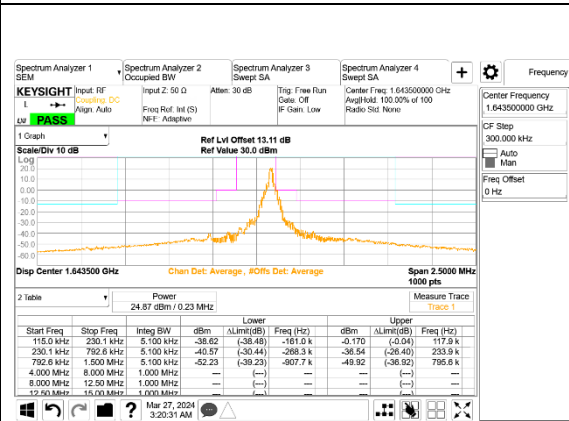 Spectrum Analyzer 1
SEM
Spectrum Analyzer 2
Occupied BW
Spectrum Analyzer 3
Swept SA
Spectrum Analyzer 4
Swept SA
+
Frequency
KEYSIGHT
L
PASS
Input: RF
Coupling: DC
Align: Auto
Input Z: 50 Ω
Freq Ref: Int (S)
NFE: Adaptive
Atten: 30 dB
Trig: Free Run
Gate: Off
IF Gain: Low
Center Freq: 1.643500000 GHz
Avg|Hold: 100.00% of 100
Radio Std: None
Center Frequency
1.643500000 GHz
CF Step
300.000 kHz
Auto
Man
Freq Offset
0 Hz
1 Graph
Scale/Div 10 dB
Ref Lvl Offset 13.11 dB
Ref Value 30.0 dBm
Log
20.0
10.0
0.00
-10.0
-20.0
-30.0
-40.0
-50.0
-60.0
Disp Center 1.643500 GHz
Chan Det: Average , #Offs Det: Average
Span 2.5000 MHz
1000 pts
2 Table
Power
24.87 dBm / 0.23 MHz
Measure Trace
Trace 1
Lower Upper
Start Freq Stop Freq Integ BW dBm ΔLimit(dB) Freq (Hz) dBm ΔLimit(dB) Freq (Hz)
115.0 kHz 230.1 kHz 5.100 kHz -38.62 (-38.48) -161.0 k -0.170 (-0.04) 117.9 k
230.1 kHz 792.6 kHz 5.100 kHz -40.57 (-30.44) -268.3 k -36.54 (-26.40) 233.9 k
792.6 kHz 1.500 MHz 5.100 kHz -52.23 (-39.23) -907.7 k -49.92 (-36.92) 795.6 k
4.000 MHz 8.000 MHz 1.000 MHz --- (---) --- --- (---) ---
8.000 MHz 12.50 MHz 1.000 MHz --- (---) --- --- (---) ---
12.50 MHz 15.00 MHz 1.000 MHz --- (---) --- --- (---) ---
?
Mar 27, 2024
3:20:31 AM